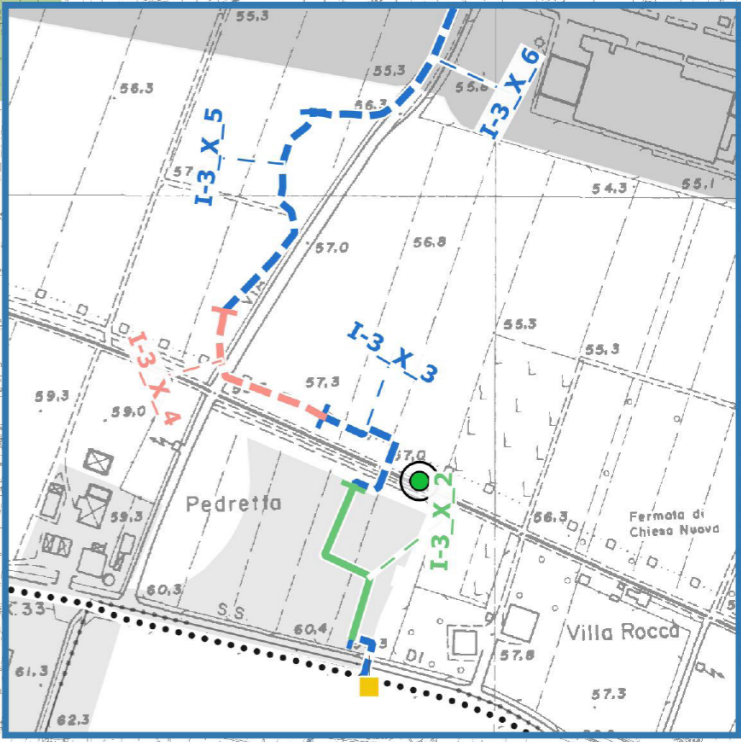 55,3
56,3
55,3
55,6
I-3_X_6
56,3
I-3_X_5
57
54,3
55,1
57,0
56,8
VIA
55,3
I-3_X_3
55,3
I-3_X_4
57,3
59,3
59,0
57,0
Pedretta
I-3_X_2
59,3
56,3
Fermata di
Chiesa Nuova
60,3
S.S.
60,4
Villa Rocca
DI
57,8
61,3
57,3
62,3